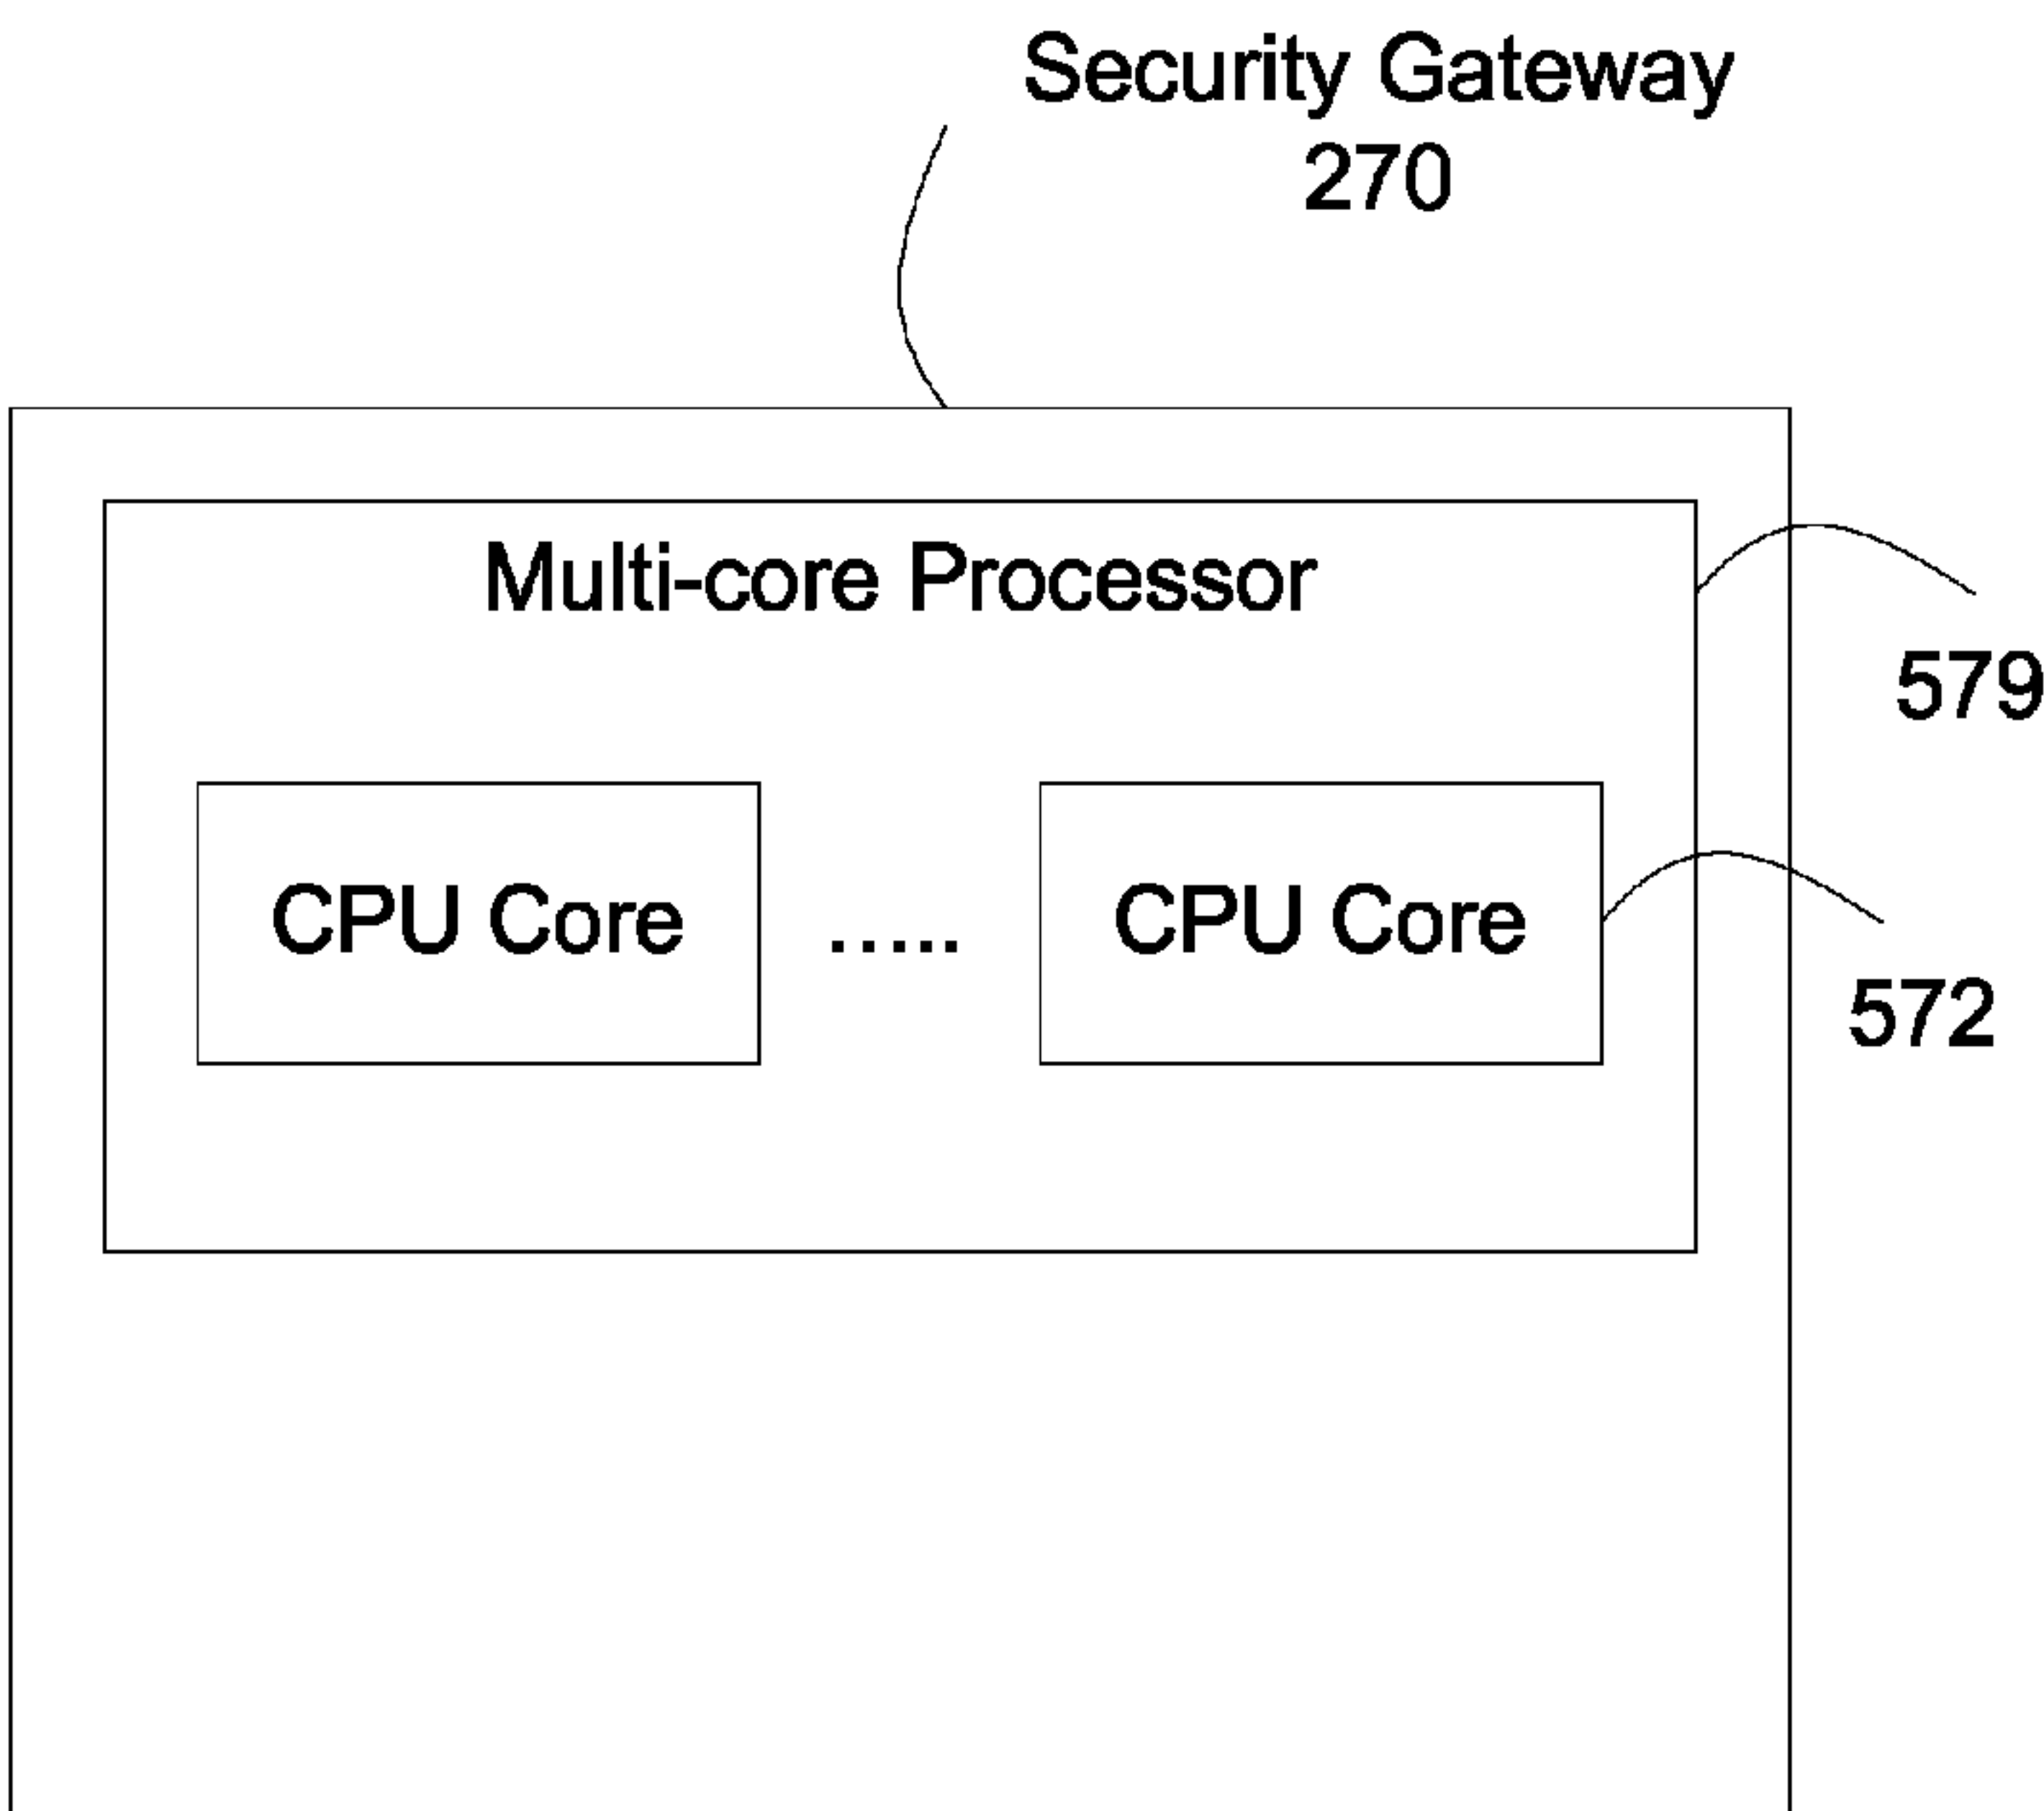 Security Gateway
270
Multi-core Processor
579
CPU Core ..... CPU Core
572